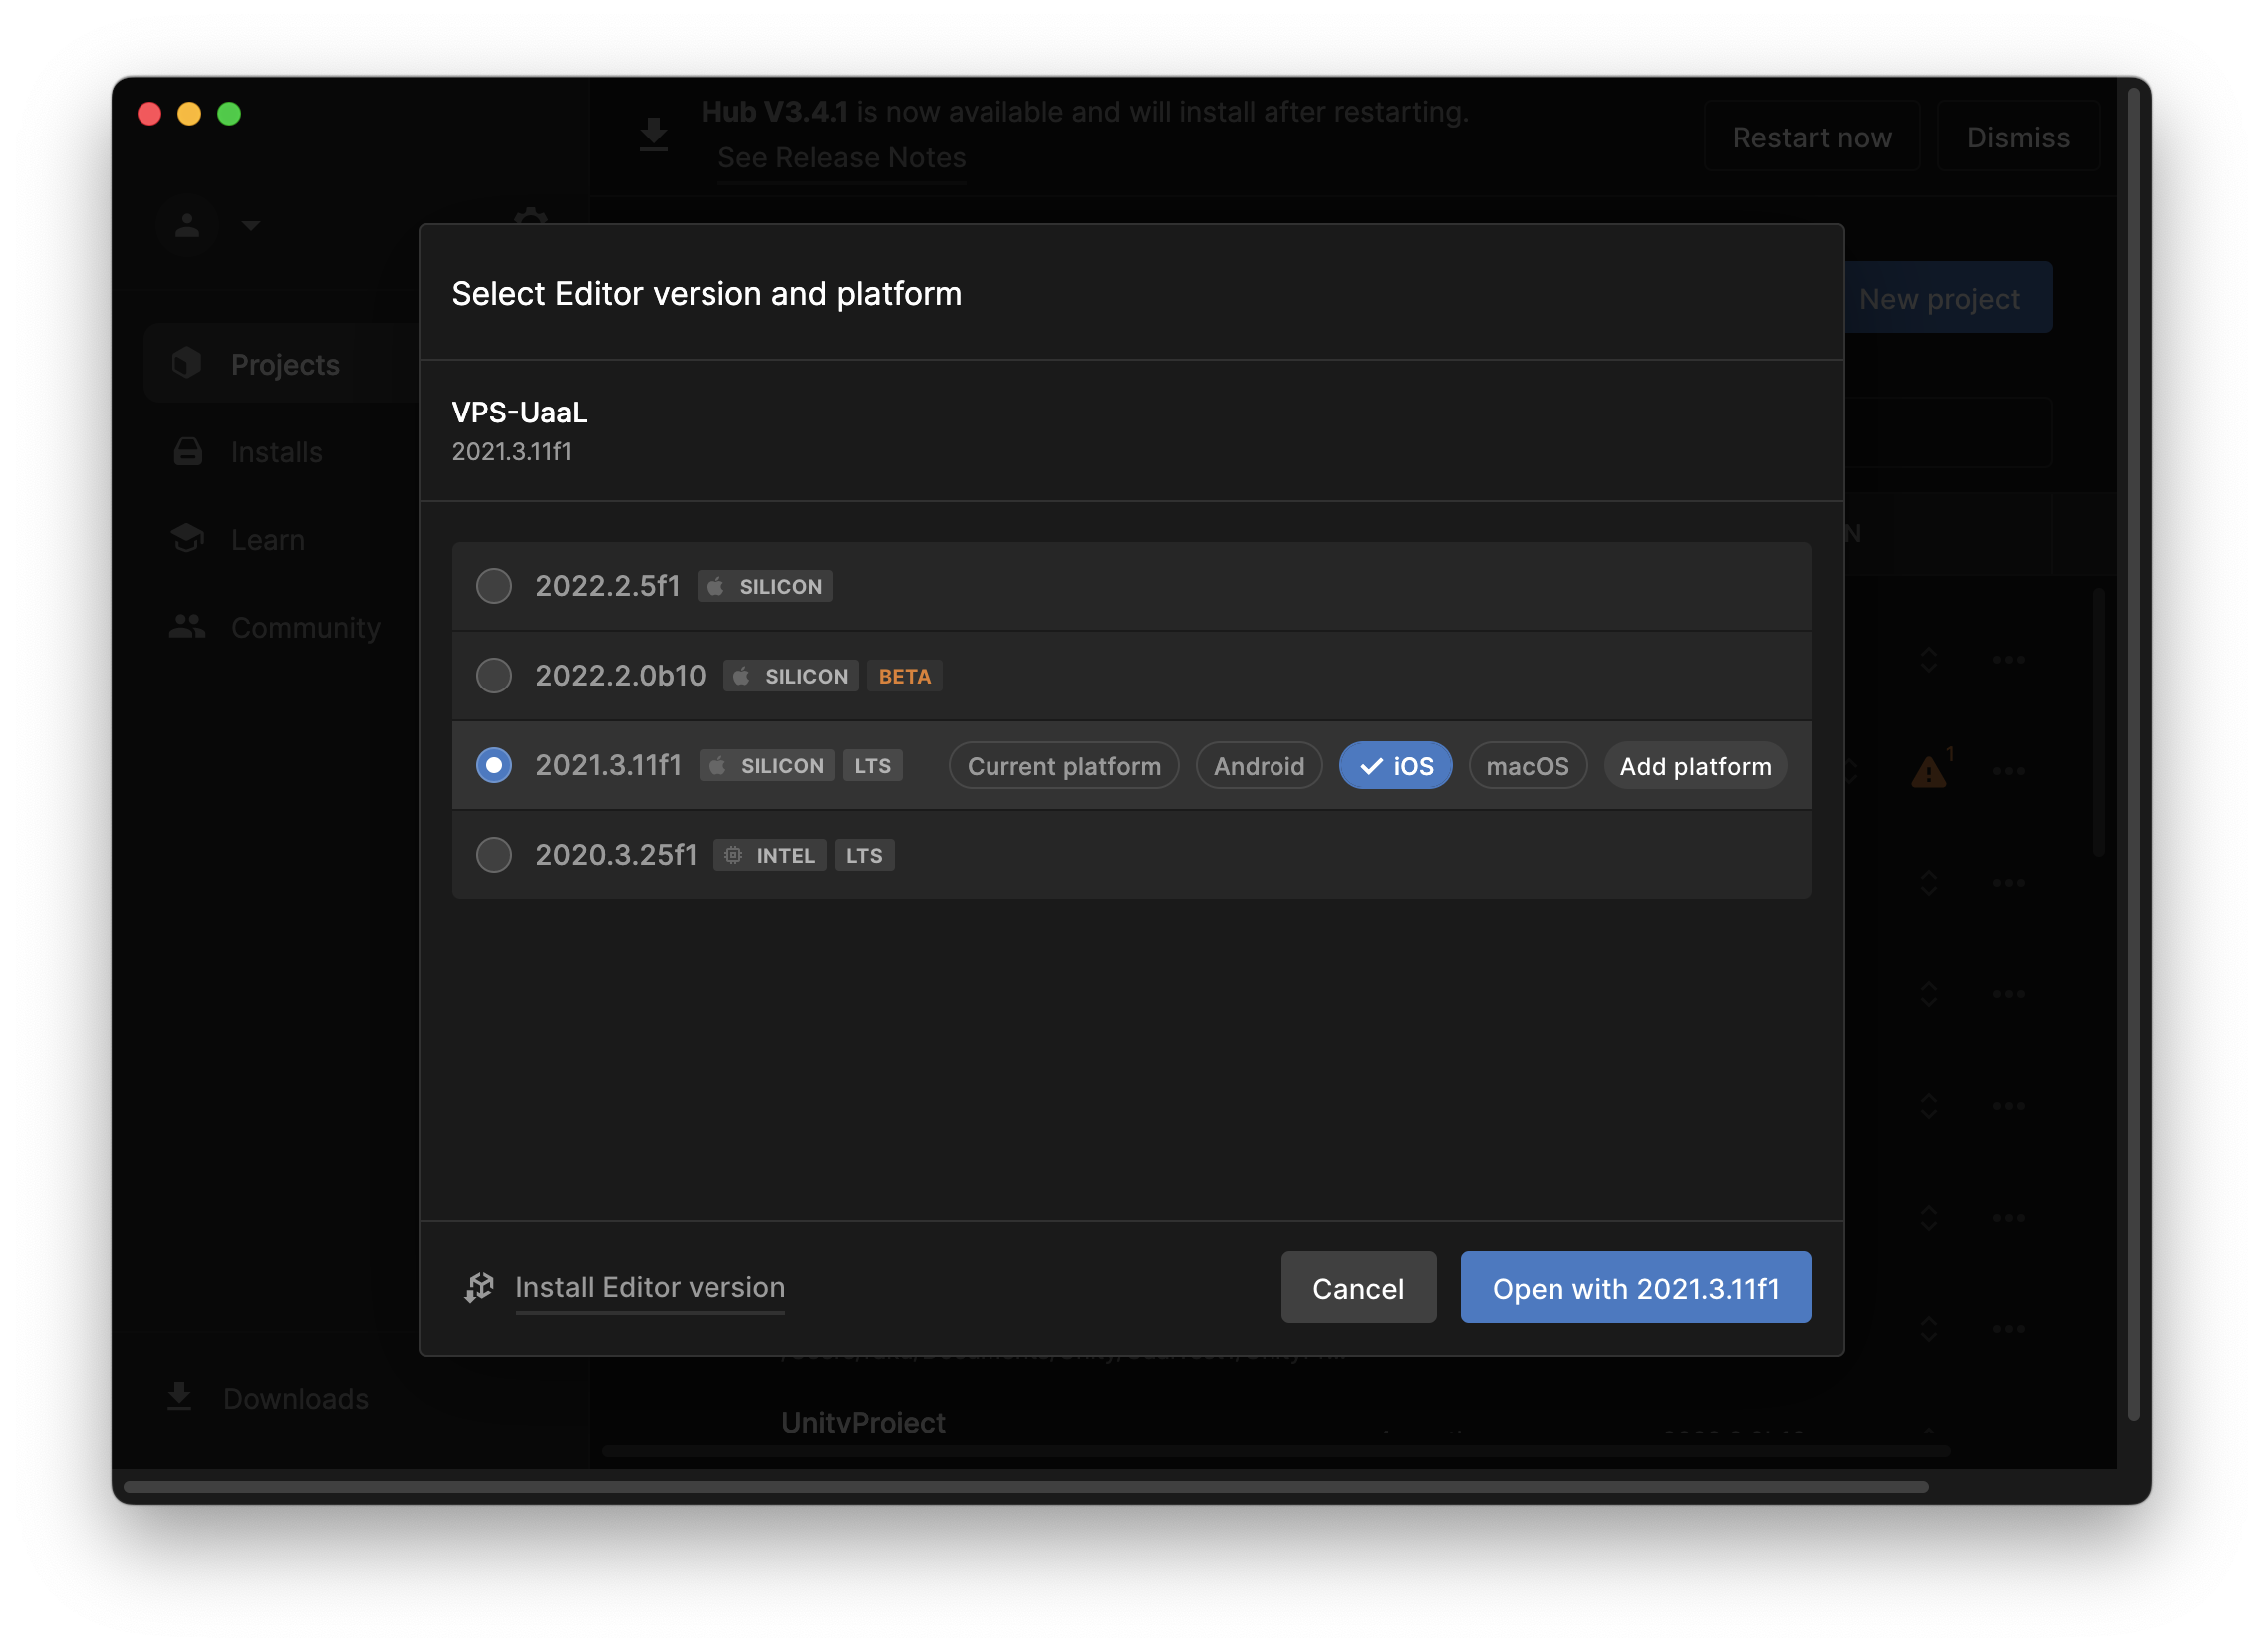 Hub V3.4.1 is now available and will install after restarting.
See Release Notes
Restart now
Dismiss
New project
Projects
Installs
Learn
Community
Downloads
Select Editor version and platform
VPS-UaaL
2021.3.11f1
2022.2.5f1 SILICON
2022.2.0b10 SILICON BETA
2021.3.11f1 SILICON LTS Current platform Android iOS macOS Add platform
2020.3.25f1 INTEL LTS
Install Editor version
Cancel
Open with 2021.3.11f1
N
1
UnityProject